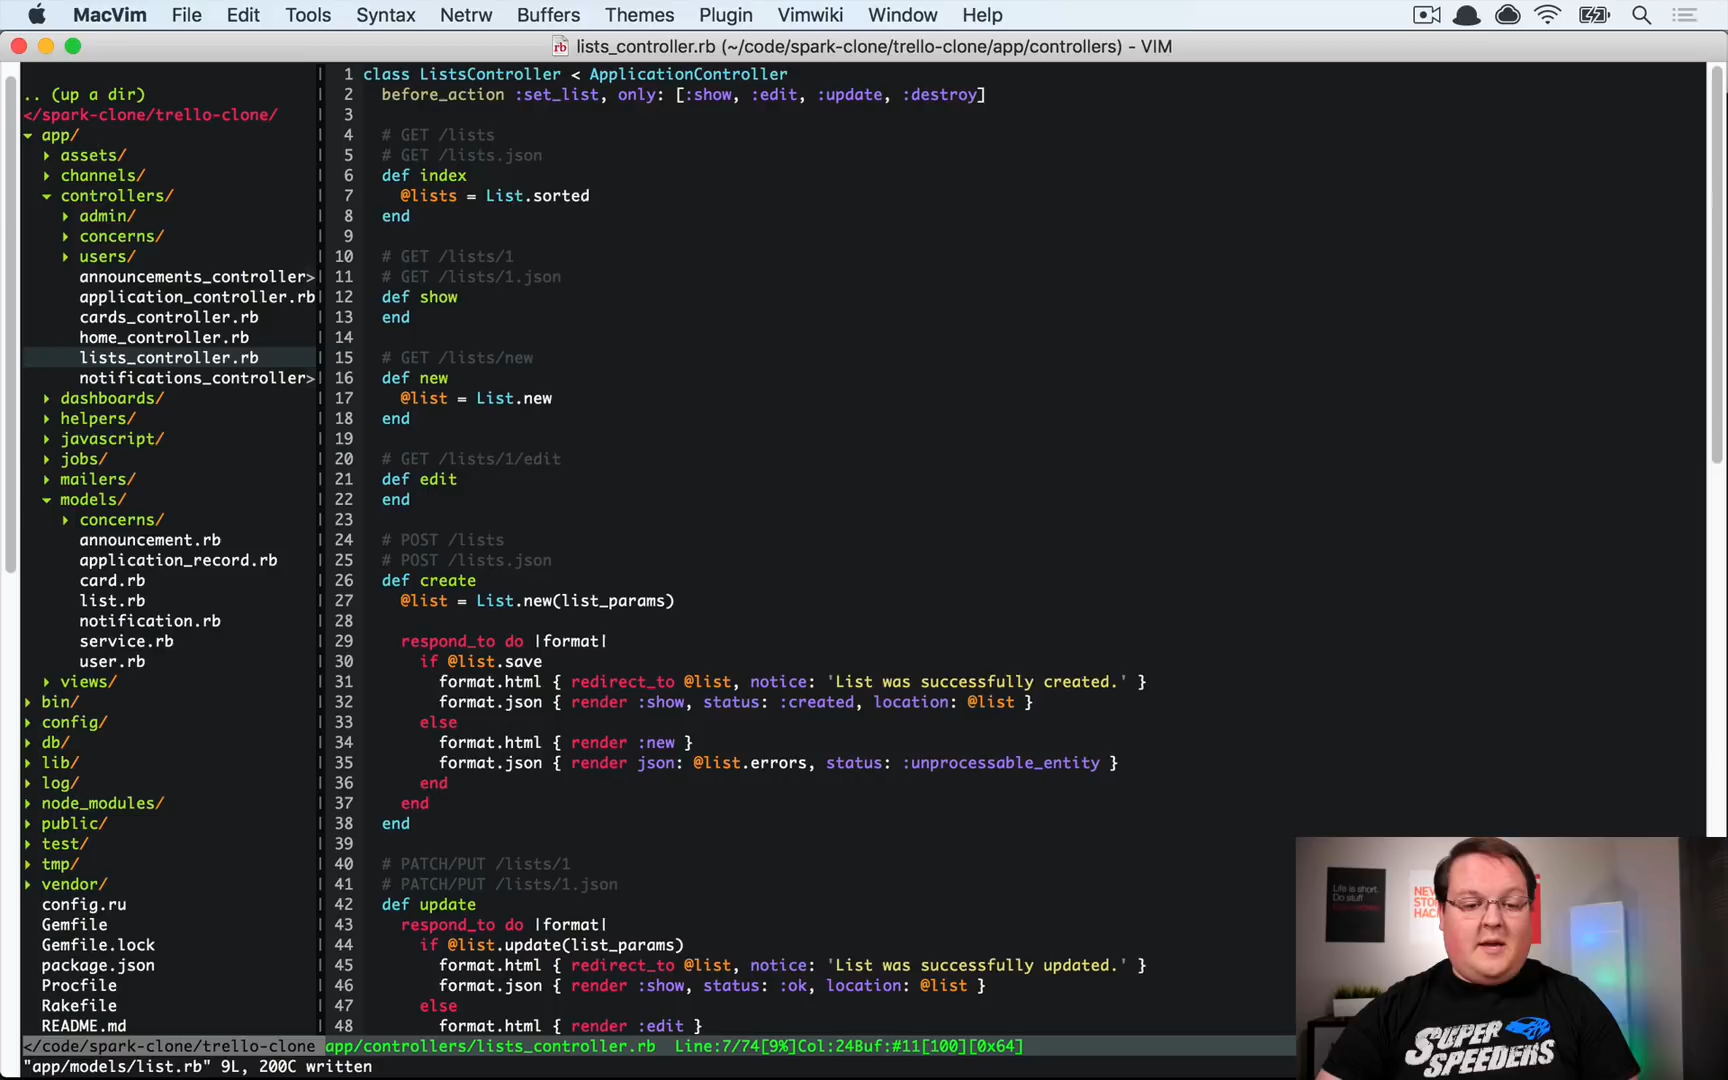 MacVim File Edit Tools Syntax Netrw Buffers Themes Plugin Vimwiki Window Help
lists_controller.rb (~/code/spark-clone/trello-clone/app/controllers) - VIM
.. (up a dir)
</spark-clone/trello-clone/
app/
assets/
channels/
controllers/
admin/
concerns/
users/
announcements_controller>
application_controller.rb
cards_controller.rb
home_controller.rb
lists_controller.rb
notifications_controller>
dashboards/
helpers/
javascript/
jobs/
mailers/
models/
concerns/
announcement.rb
application_record.rb
card.rb
list.rb
notification.rb
service.rb
user.rb
views/
bin/
config/
db/
lib/
log/
node_modules/
public/
test/
tmp/
vendor/
config.ru
Gemfile
Gemfile.lock
package.json
Procfile
Rakefile
README.md
1 class ListsController < ApplicationController
2 before_action :set_list, only: [:show, :edit, :update, :destroy]
3
4 # GET /lists
5 # GET /lists.json
6 def index
7 @lists = List.sorted
8 end
9
10 # GET /lists/1
11 # GET /lists/1.json
12 def show
13 end
14
15 # GET /lists/new
16 def new
17 @list = List.new
18 end
19
20 # GET /lists/1/edit
21 def edit
22 end
23
24 # POST /lists
25 # POST /lists.json
26 def create
27 @list = List.new(list_params)
28
29 respond_to do |format|
30 if @list.save
31 format.html { redirect_to @list, notice: 'List was successfully created.' }
32 format.json { render :show, status: :created, location: @list }
33 else
34 format.html { render :new }
35 format.json { render json: @list.errors, status: :unprocessable_entity }
36 end
37 end
38 end
39
40 # PATCH/PUT /lists/1
41 # PATCH/PUT /lists/1.json
42 def update
43 respond_to do |format|
44 if @list.update(list_params)
45 format.html { redirect_to @list, notice: 'List was successfully updated.' }
46 format.json { render :show, status: :ok, location: @list }
47 else
48 format.html { render :edit }
</code/spark-clone/trello-clone app/controllers/lists_controller.rb Line:7/74[9%]Col:24Buf:#11[100][0x64]
"app/models/list.rb" 9L, 200C written
Life is short.
Do stuff
NEV
STO
HAC
SUPER
SPEEDERS